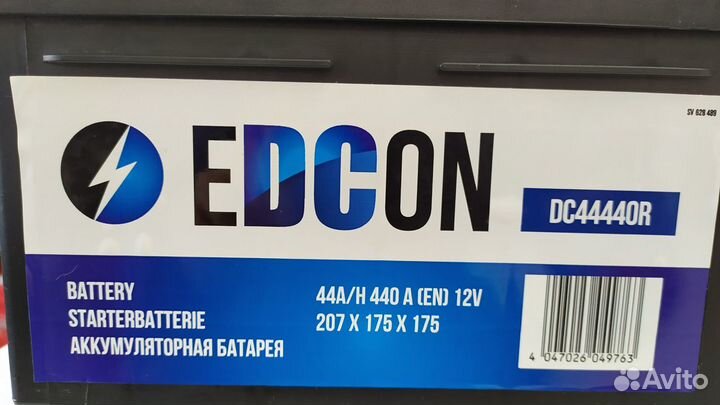 SV 628 489
EDCON
DC44440R
BATTERY
STARTERBATTERIE
АККУМУЛЯТОРНАЯ БАТАРЕЯ
44A/H 440 A (EN) 12V
207 X 175 X 175
4 047026 049763
Avito